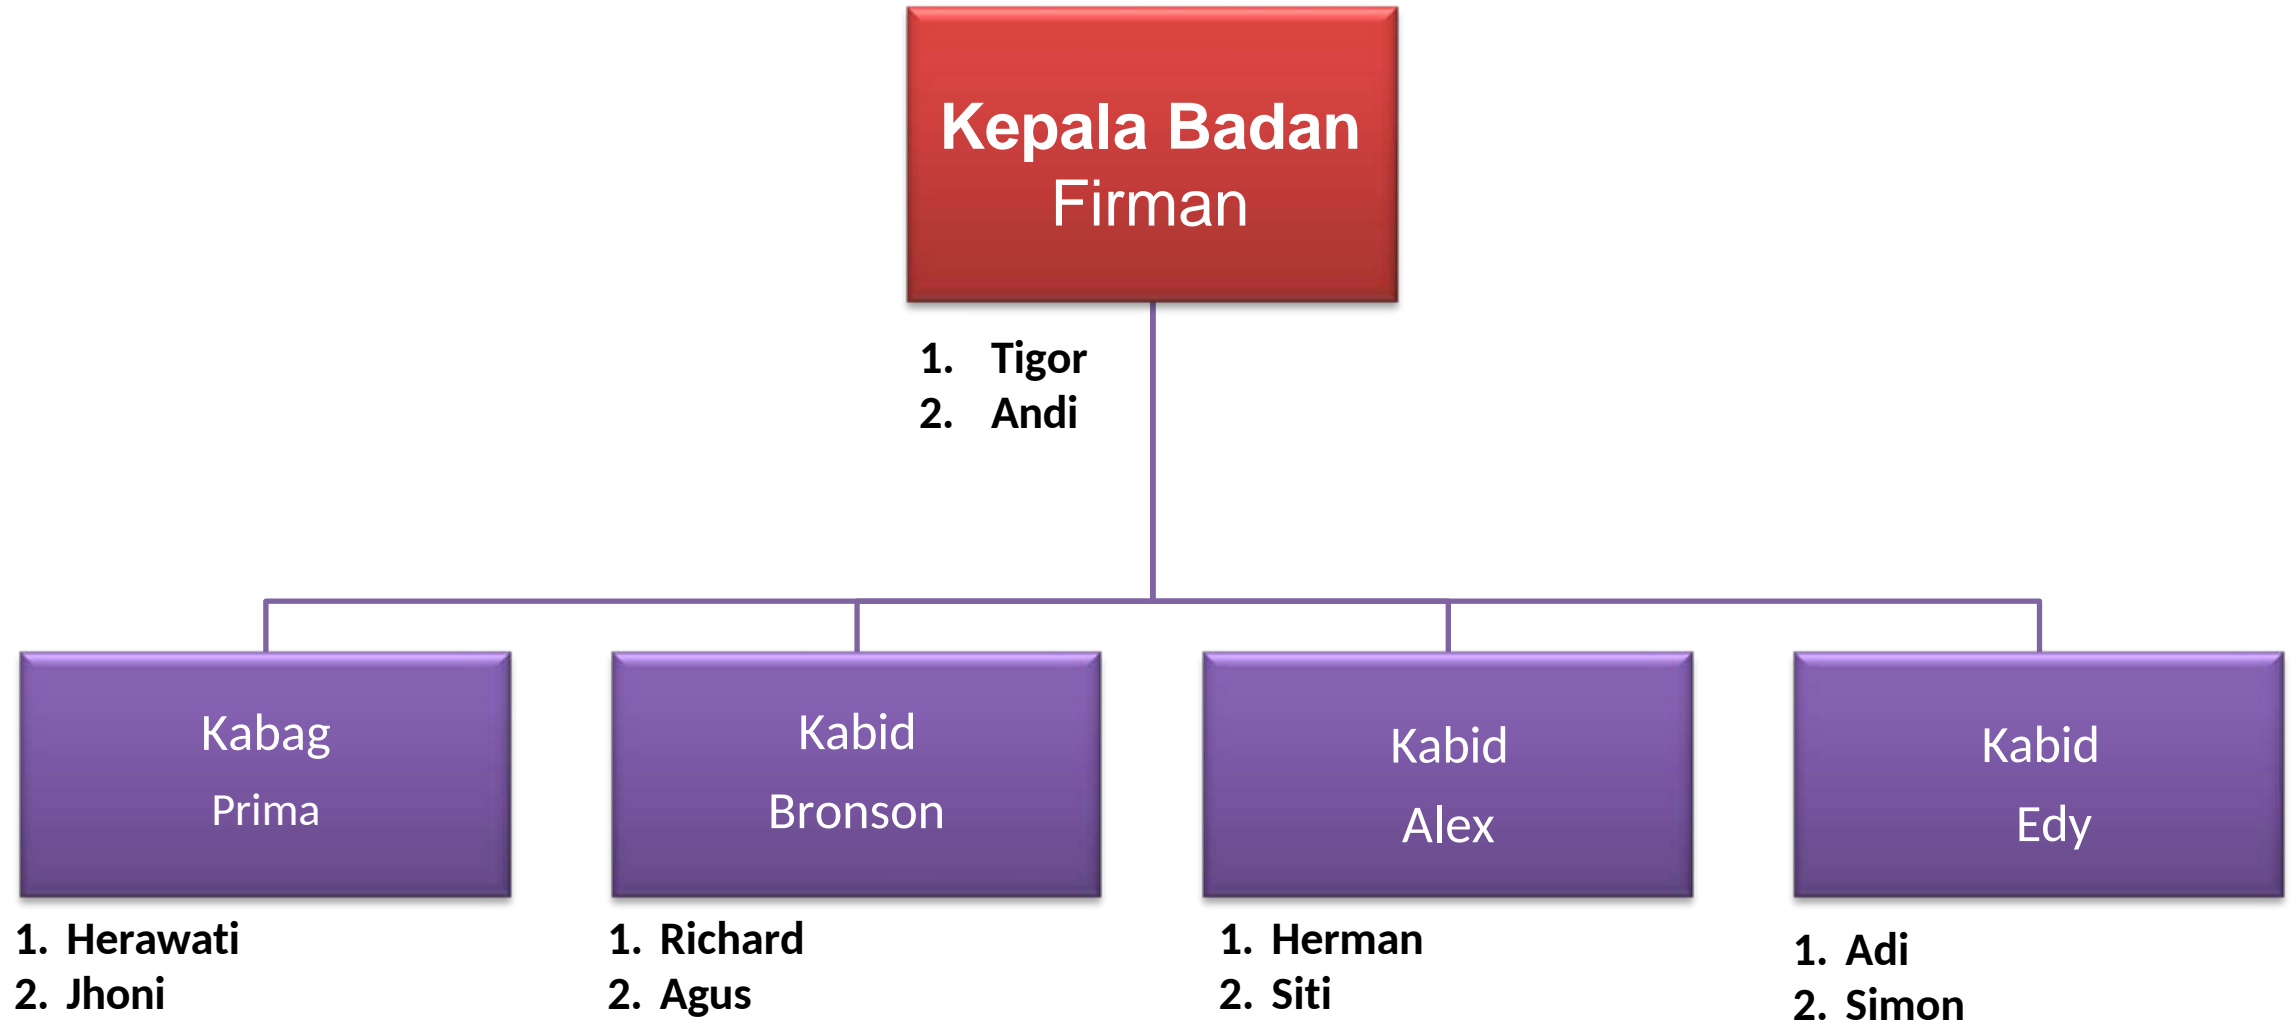 Kepala Badan
Firman
1. Tigor
2. Andi
Kabag
Prima
1. Herawati
2. Jhoni
Kabid
Bronson
1. Richard
2. Agus
Kabid
Alex
1. Herman
2. Siti
Kabid
Edy
1. Adi
2. Simon